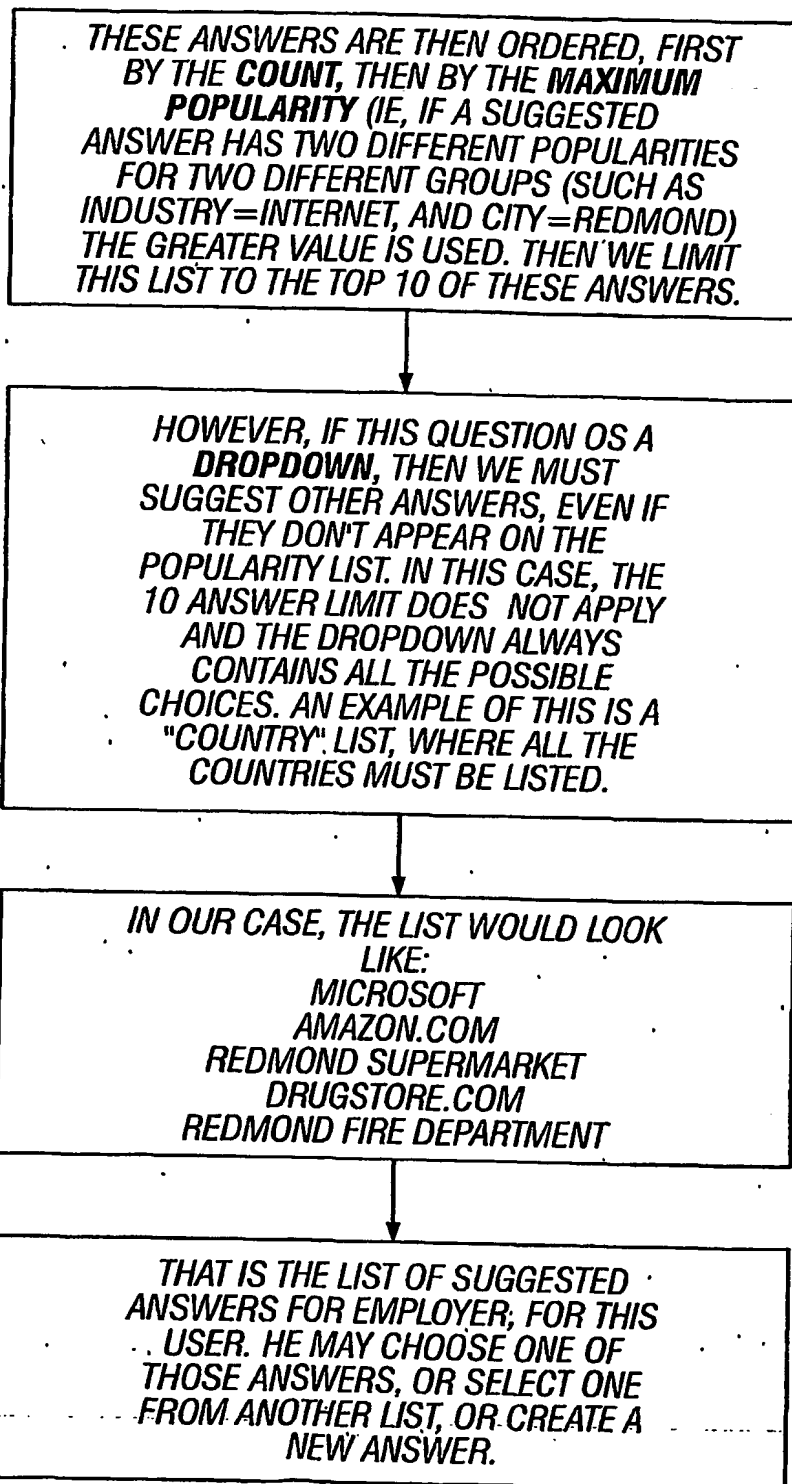 THESE ANSWERS ARE THEN ORDERED, FIRST
BY THE COUNT, THEN BY THE MAXIMUM
POPULARITY (IE, IF A SUGGESTED
ANSWER HAS TWO DIFFERENT POPULARITIES
FOR TWO DIFFERENT GROUPS (SUCH AS
INDUSTRY=INTERNET, AND CITY=REDMOND)
THE GREATER VALUE IS USED. THEN WE LIMIT
THIS LIST TO THE TOP 10 OF THESE ANSWERS.
HOWEVER, IF THIS QUESTION OS A
DROPDOWN, THEN WE MUST
SUGGEST OTHER ANSWERS, EVEN IF
THEY DON'T APPEAR ON THE
POPULARITY LIST. IN THIS CASE, THE
10 ANSWER LIMIT DOES NOT APPLY
AND THE DROPDOWN ALWAYS
CONTAINS ALL THE POSSIBLE
CHOICES. AN EXAMPLE OF THIS IS A
"COUNTRY" LIST, WHERE ALL THE
COUNTRIES MUST BE LISTED.
IN OUR CASE, THE LIST WOULD LOOK
LIKE:
MICROSOFT
AMAZON.COM
REDMOND SUPERMARKET
DRUGSTORE.COM
REDMOND FIRE DEPARTMENT
THAT IS THE LIST OF SUGGESTED
ANSWERS FOR EMPLOYER; FOR THIS
USER. HE MAY CHOOSE ONE OF
THOSE ANSWERS, OR SELECT ONE
FROM ANOTHER LIST, OR CREATE A
NEW ANSWER.